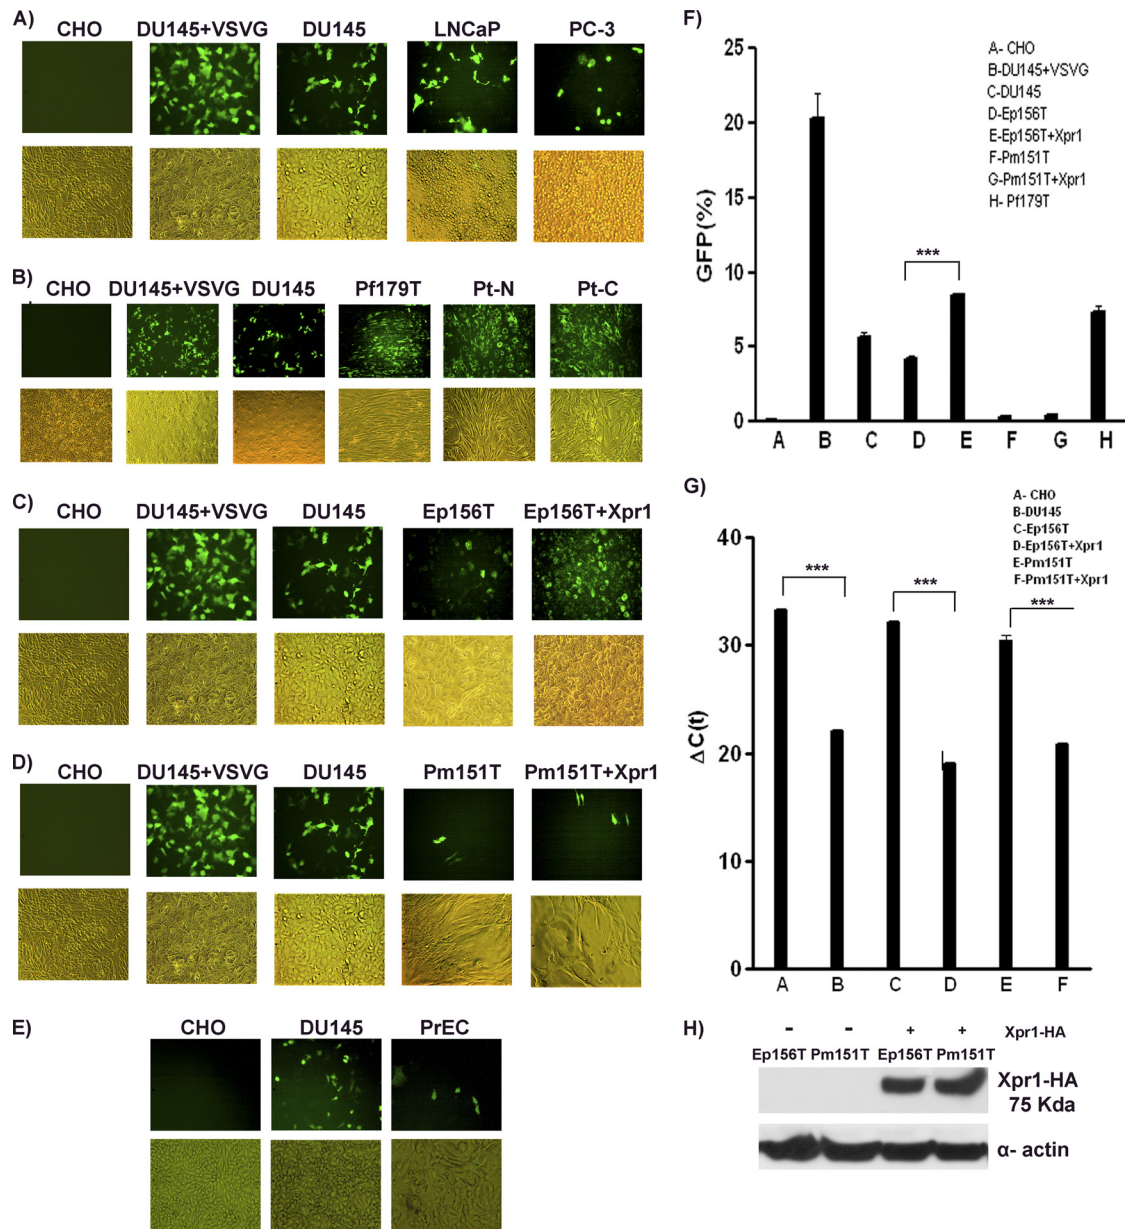 A)
CHO DU145+VSVG DU145 LNCaP PC-3
B)
CHO DU145+VSVG DU145 Pf179T Pt-N Pt-C
C)
CHO DU145+VSVG DU145 Ep156T Ep156T+Xpr1
D)
CHO DU145+VSVG DU145 Pm151T Pm151T+Xpr1
E)
CHO DU145 PrEC
F)
A- CHO
B-DU145+VSVG
C-DU145
D-Ep156T
E-Ep156T+Xpr1
F-Pm151T
G-Pm151T+Xpr1
H- Pf179T
GFP(%)
25
20
15
10
5
0
***
A B C D E F G H
G)
A- CHO
B-DU145
C-Ep156T
D-Ep156T+Xpr1
E-Pm151T
F-Pm151T+Xpr1
ΔC(t)
40
30
20
10
0
*** *** ***
A B C D E F
H)
- - + + Xpr1-HA
Ep156T Pm151T Ep156T Pm151T
Xpr1-HA
75 Kda
α- actin